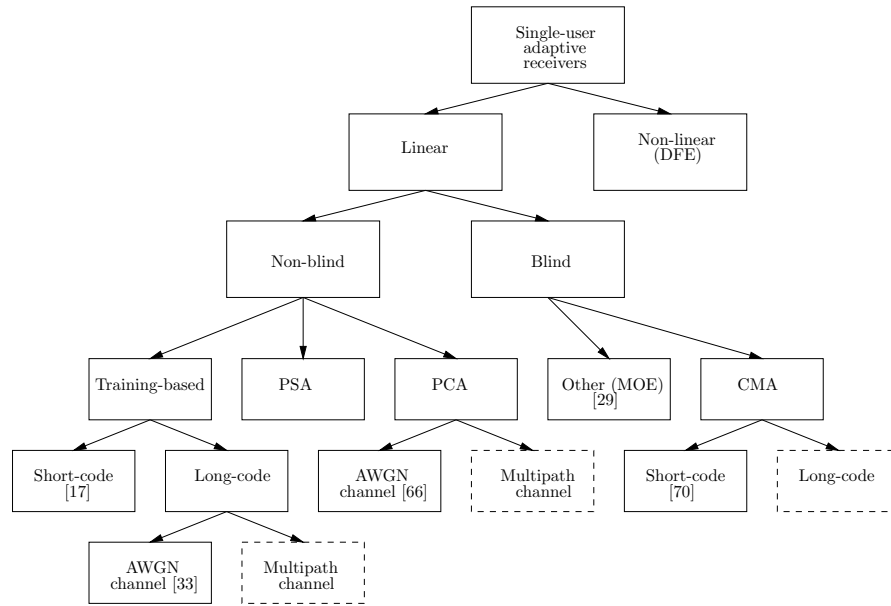 Single-user
adaptive
receivers
Linear
Non-linear
(DFE)
Non-blind
Blind
Training-based
PSA
PCA
Other (MOE)
[29]
CMA
Short-code
[17]
Long-code
AWGN
channel [66]
Multipath
channel
Short-code
[70]
Long-code
AWGN
channel [33]
Multipath
channel